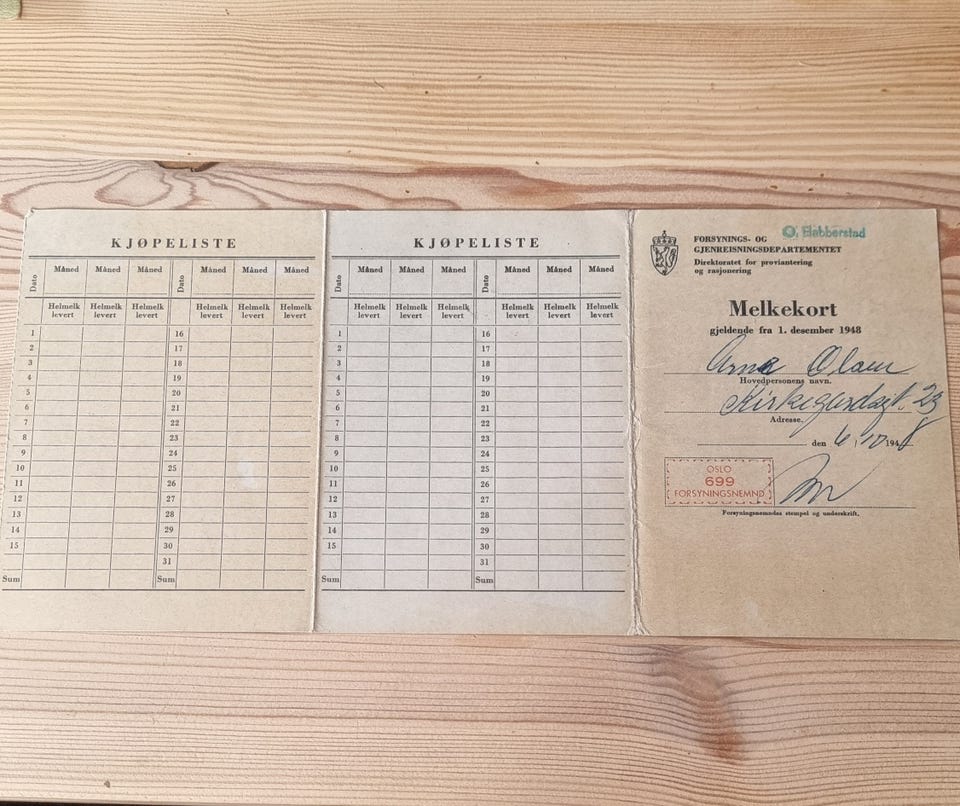 KJØPELISTE
Dato Måned Måned Måned Dato Måned Måned Måned
Helmelk levert Helmelk levert Helmelk levert Helmelk levert Helmelk levert Helmelk levert
1 16
2 17
3 18
4 19
5 20
6 21
7 22
8 23
9 24
10 25
11 26
12 27
13 28
14 29
15 30
31
Sum Sum
KJØPELISTE
Dato Måned Måned Måned Dato Måned Måned Måned
Helmelk levert Helmelk levert Helmelk levert Helmelk levert Helmelk levert Helmelk levert
1 16
2 17
3 18
4 19
5 20
6 21
7 22
8 23
9 24
10 25
11 26
12 27
13 28
14 29
15 30
31
Sum Sum
O. Flabberstad
FORSYNINGS- OG
GJENREISNINGSDEPARTEMENTET
Direktoratet for proviantering
og rasjonering
Melkekort
gjeldende fra 1. desember 1948
Arne Olsen
Hovedpersonens navn.
Kirkegårdsgt. 23
Adresse.
den 6/10 1948
OSLO
699
FORSYNINGSNEMND
Forsyningsnemndas stempel og underskrift.